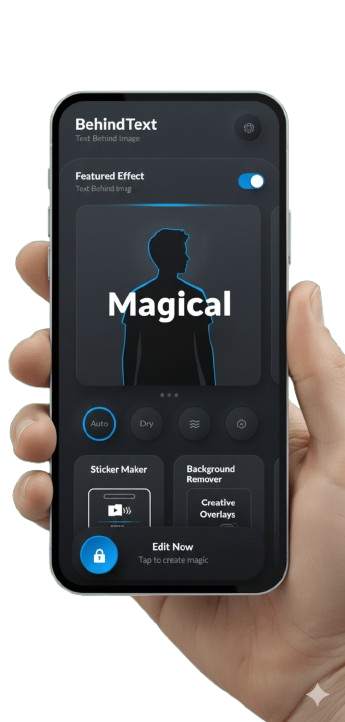 BehindText
Text Behind Image
Featured Effect
Text Behind Imag
Magical
Auto
Dry
Sticker Maker
Background
Remover
Creative
Overlays
Edit Now
Tap to create magic